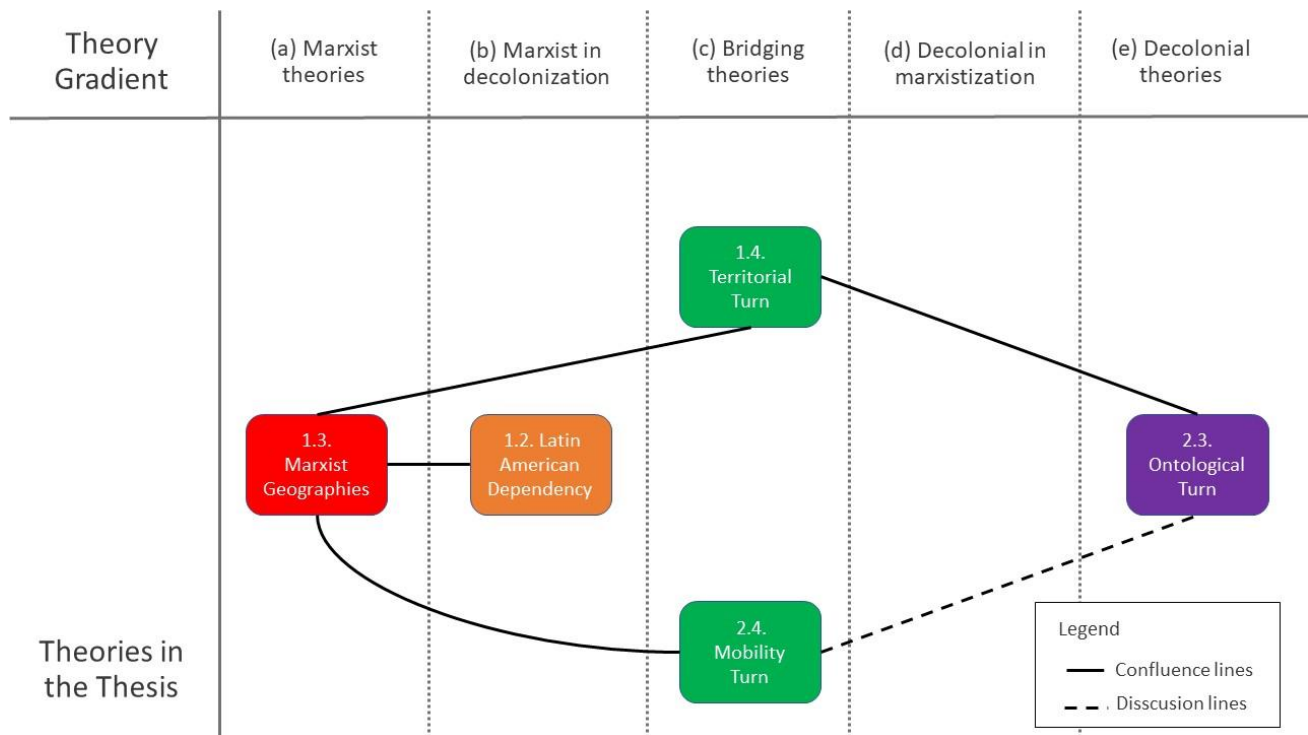 Theory
Gradient
(a) Marxist
theories
(b) Marxist in
decolonization
(c) Bridging
theories
(d) Decolonial in
marxistization
(e) Decolonial
theories
1.4.
Territorial
Turn
1.3.
Marxist
Geographies
1.2. Latin
American
Dependency
2.3.
Ontological
Turn
2.4.
Mobility
Turn
Theories in
the Thesis
Legend
Confluence lines
Disscusion lines